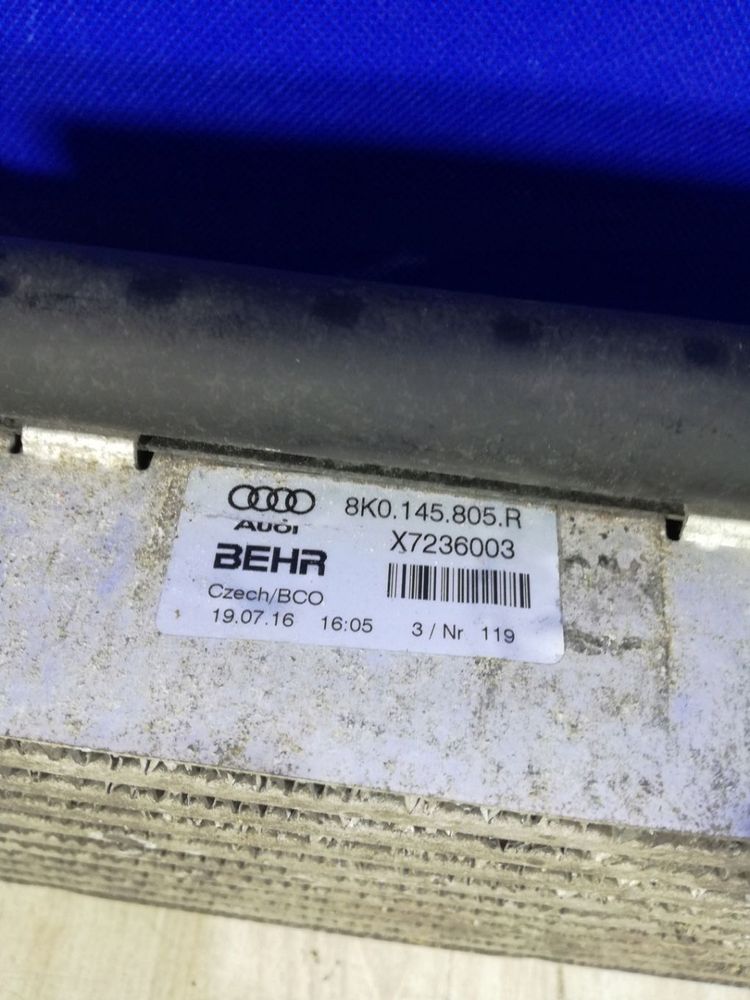 8K0.145.805.R
AUDI
X7236003
BEHR
Czech/BCO
19.07.16 16:05 3 / Nr 119